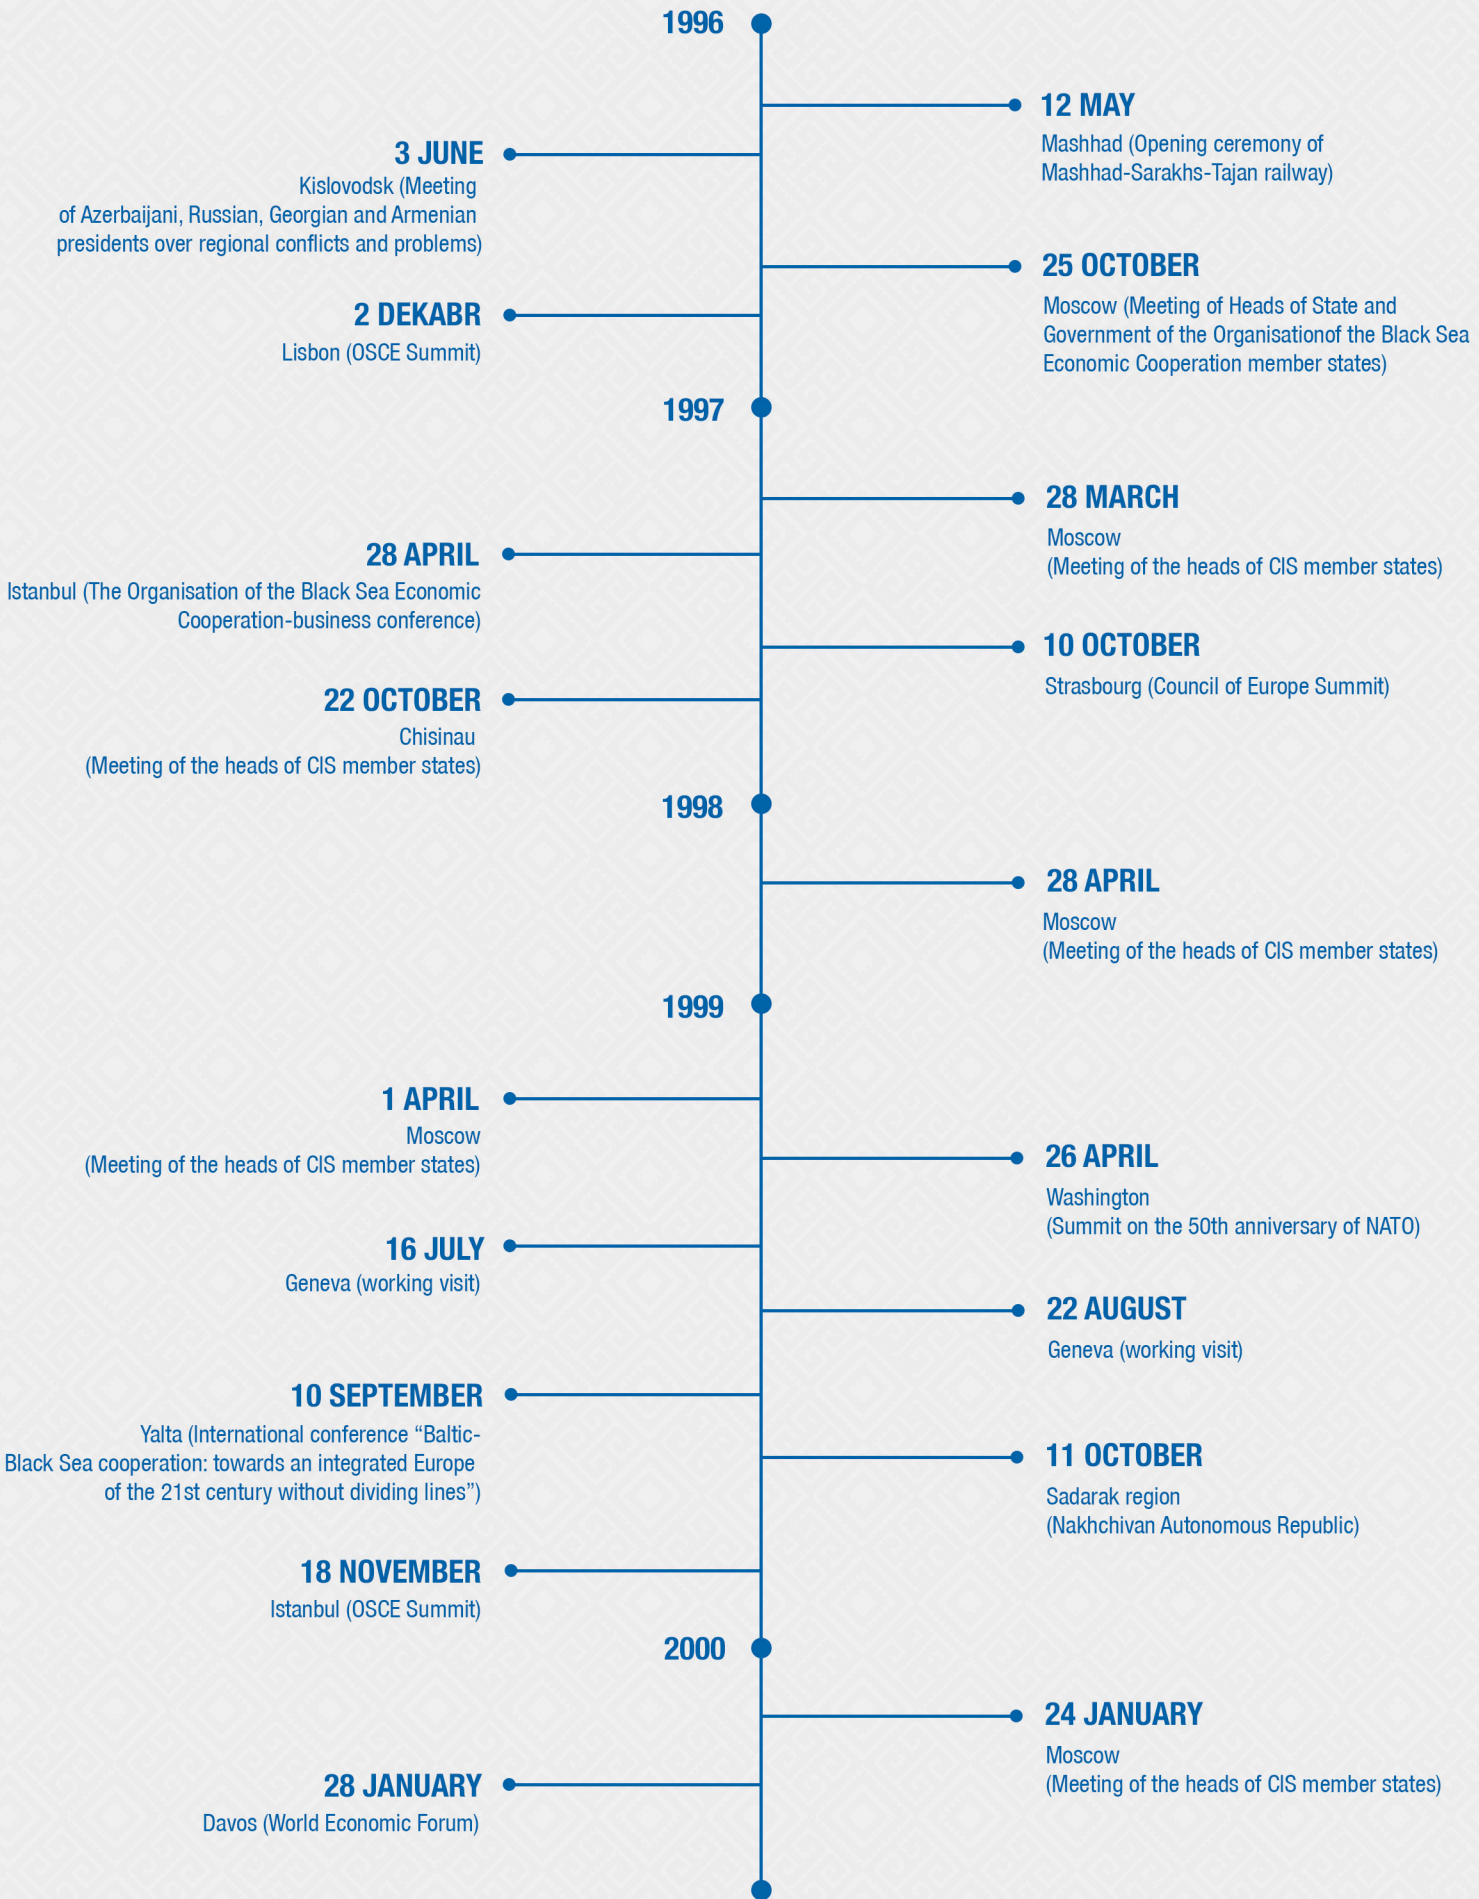 1996
12 MAY
Mashhad (Opening ceremony of
Mashhad-Sarakhs-Tajan railway)
3 JUNE
Kislovodsk (Meeting
of Azerbaijani, Russian, Georgian and Armenian
presidents over regional conflicts and problems)
25 OCTOBER
Moscow (Meeting of Heads of State and
Government of the Organisationof the Black Sea
Economic Cooperation member states)
2 DEKABR
Lisbon (OSCE Summit)
1997
28 MARCH
Moscow
(Meeting of the heads of CIS member states)
28 APRIL
Istanbul (The Organisation of the Black Sea Economic
Cooperation-business conference)
10 OCTOBER
Strasbourg (Council of Europe Summit)
22 OCTOBER
Chisinau
(Meeting of the heads of CIS member states)
1998
28 APRIL
Moscow
(Meeting of the heads of CIS member states)
1999
1 APRIL
Moscow
(Meeting of the heads of CIS member states)
26 APRIL
Washington
(Summit on the 50th anniversary of NATO)
16 JULY
Geneva (working visit)
22 AUGUST
Geneva (working visit)
10 SEPTEMBER
Yalta (International conference “Baltic-
Black Sea cooperation: towards an integrated Europe
of the 21st century without dividing lines”)
11 OCTOBER
Sadarak region
(Nakhchivan Autonomous Republic)
18 NOVEMBER
Istanbul (OSCE Summit)
2000
24 JANUARY
Moscow
(Meeting of the heads of CIS member states)
28 JANUARY
Davos (World Economic Forum)